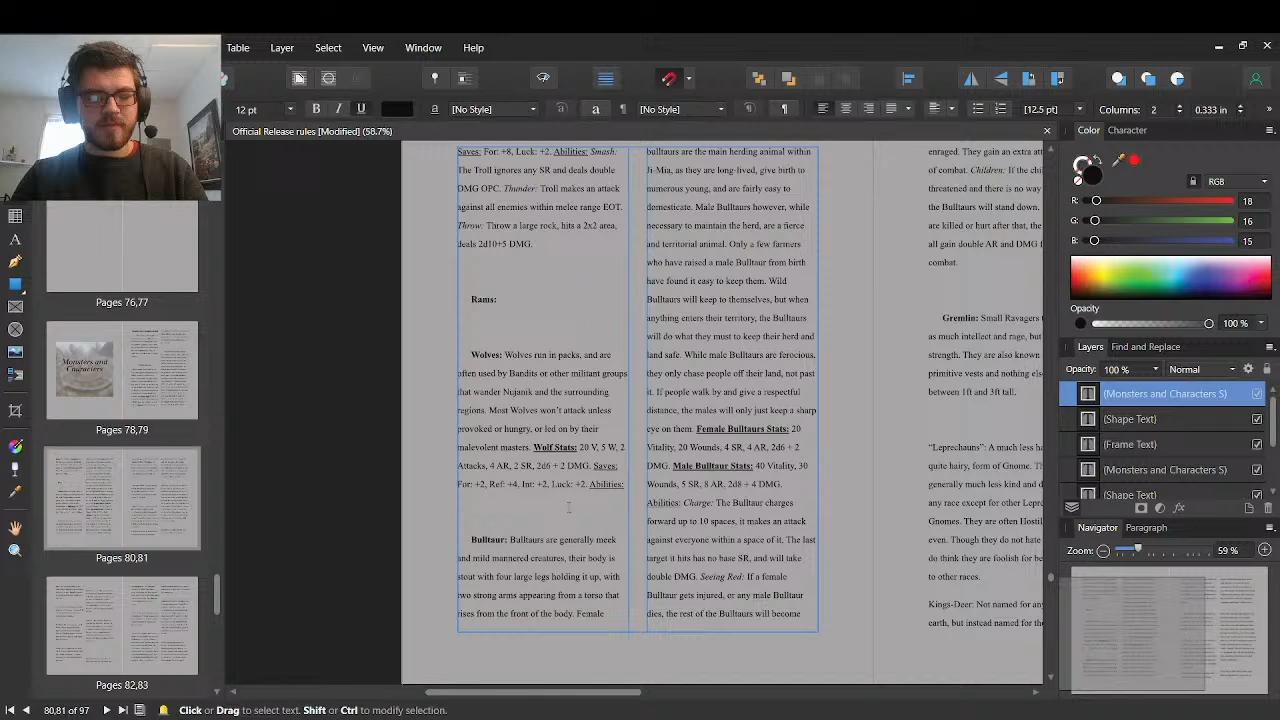 Table Layer Select View Window Help
12 pt B I U a [No Style] a a ¶ [No Style] ¶ ¶ [12.5 pt] Columns: 2 0.333 in
Official Release rules [Modified] (56.7%)
Color Character
RGB
R: 18
G: 16
B: 15
Opacity
100 %
Layers Find and Replace
Opacity: 100 % Normal
(Monsters and Characters S)
(Shape Text)
(Frame Text)
(Monsters and Characters S)
Navigator Paragraph
Zoom: 59 %
Pages 76,77
Monsters and
Characters
Pages 78,79
Pages 80,81
Pages 82,83
Saves: For: +8, Luck: +2. Abilities: Smash:
The Troll ignores any SR and deals double
DMG OPC. Thunder: Troll makes an attack
against all enemies within melee range EOT.
Throw: Throw a large rock, hits a 2x2 area,
deals 2d10+5 DMG.
Rams:
Wolves: Wolves run in packs, and are
often used by Bandits or other militant groups
that wander Nujanik and the surrounding
regions. Most Wolves won't attack unless
provoked or hungry, or led on by their
malevolent masters. Wolf Stats: 20 V, 5 W, 2
Attacks, 4 AR, 2 SR, 2d6 + 2 DMG. Saves:
For: +2, Ref: +4, In: +2, Luck: +2. Abilities:
Bulltaur: Bulltaurs are generally meek
and mild mannered creatures, their body is
stout with four large legs holding it up, with
two strong arms appearing on its torso that
rises from the front of the body. Female
bulltaurs are the main herding animal within
Ji-Mia, as they are long-lived, give birth to
numerous young, and are fairly easy to
domesticate. Male Bulltaurs however, while
necessary to maintain the herd, are a fierce
and territorial animal. Only a few farmers
who have raised a male Bulltaur from birth
have found it easy to keep them. Wild
Bulltaurs will keep to themselves, but when
anything enters their territory, the Bulltaurs
will do what they must to keep their herd and
land safe. While male Bulltaurs are ferocious,
they only chase people off their land, not past
it. If people walk by and give a respectful
distance, the males will only just keep a sharp
eye on them. Female Bulltaurs Stats: 20
Vitality, 20 Wounds, 4 SR, 4 AR, 2d6 + 2
DMG. Male Bulltaur Stats: 40 Vitality, 30
Wounds, 5 SR, 8 AR, 2d8 + 4 DMG.
Abilities: Charge: The Bulltaur charges
forward up to 10 spaces, it makes an attack
against everyone within a space of it. The last
target it hits has no base SR, and will take
double DMG. Seeing Red: If a female
Bulltaur gets injured, or any male Bulltaur
dies, the rest of the Bulltaurs will become
enraged. They gain an extra att
of combat. Children: If the chi
threatened and there is no way
the Bulltaurs will stand down.
are killed or hurt after that, the
all gain double AR and DMG f
combat.
Gremlin: Small Ravagers
as much intellect and rage, but
strength. They are also known
primitive vests and nothing els
between 1ft and 3ft tall.
“Leprechauns”: A much less ha
quite hairy, form of Gnome. Th
generally much less kind and m
any race, except for other Lepr
Gnomes. They are often Hostil
even. Though they do not hate
do think they are foolish for be
to other races.
Kings-Deer: Not named for an
earth, but instead named for hi
80,81 of 97 Click or Drag to select text. Shift or Ctrl to modify selection.